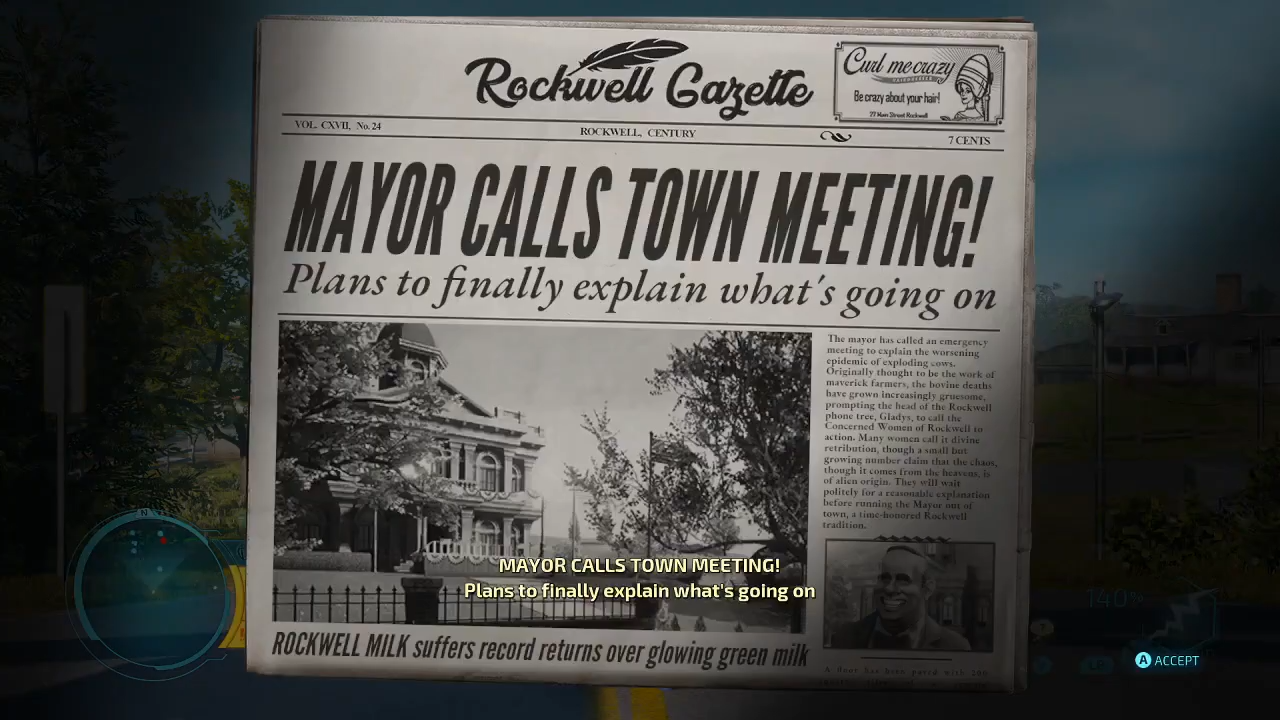 Rockwell Gazette
Curl me crazy
Be crazy about your hair!
77 Main Street Rockwell
VOL. CXVII, No. 24
ROCKWELL, CENTURY
7 CENTS
MAYOR CALLS TOWN MEETING!
Plans to finally explain what's going on
The mayor has called an emergency
meeting to explain the worsening
epidemic of exploding cows.
Originally thought to be the work of
maverick farmers, the bovine deaths
have grown increasingly gruesome,
prompting the head of the Rockwell
phone tree, Gladys, to call the
Concerned Women of Rockwell to
action. Many women call it divine
retribution, though a small but
growing number claim that the chaos,
though it comes from the heavens, is
of alien origin. They will wait
politely for a reasonable explanation
before running the Mayor out of
town, a time-honored Rockwell
tradition.
MAYOR CALLS TOWN MEETING!
Plans to finally explain what's going on
ROCKWELL MILK suffers record returns over glowing green milk
N
140%
LB
A ACCEPT